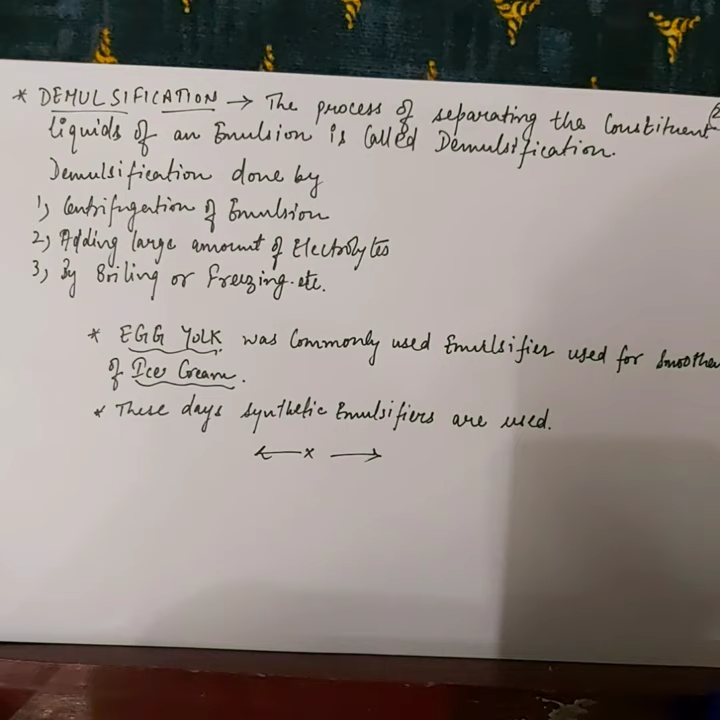 (2
* DEMULSIFICATION → The process of separating the Constituent
liquids of an Emulsion is Called Demulsification.
Demulsification done by
1) Centrifugation of Emulsion
2) Adding large amount of Electrolytes
3) By Boiling or freezing. etc.
* EGG YOLK was Commonly used Emulsifier used for
of Ice Cream.
* These days synthetic Emulsifiers are used.
← x →